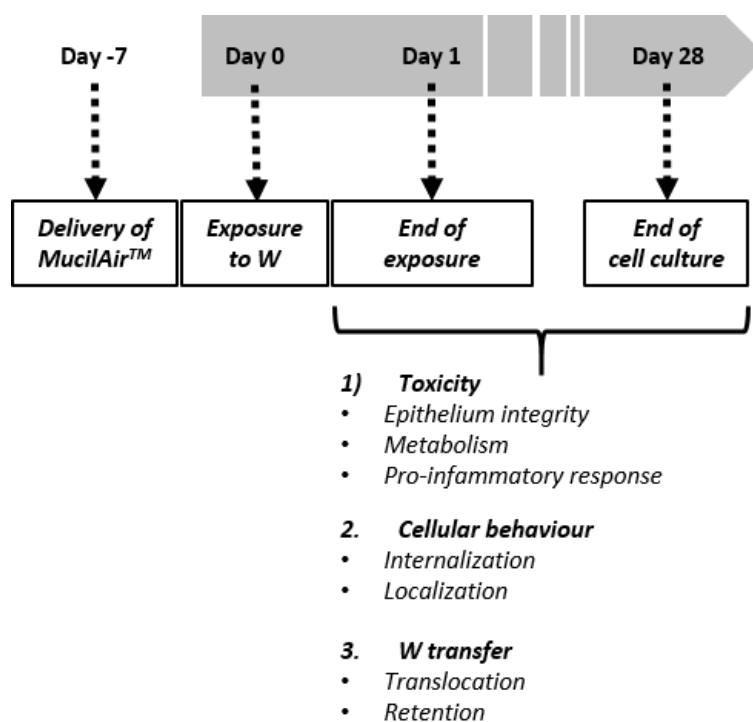 Day -7 Day 0 Day 1 Day 28
Delivery of
MucilAir™
Exposure
to W
End of
exposure
End of
cell culture
1) Toxicity
• Epithelium integrity
• Metabolism
• Pro-infammatory response
2. Cellular behaviour
• Internalization
• Localization
3. W transfer
• Translocation
• Retention